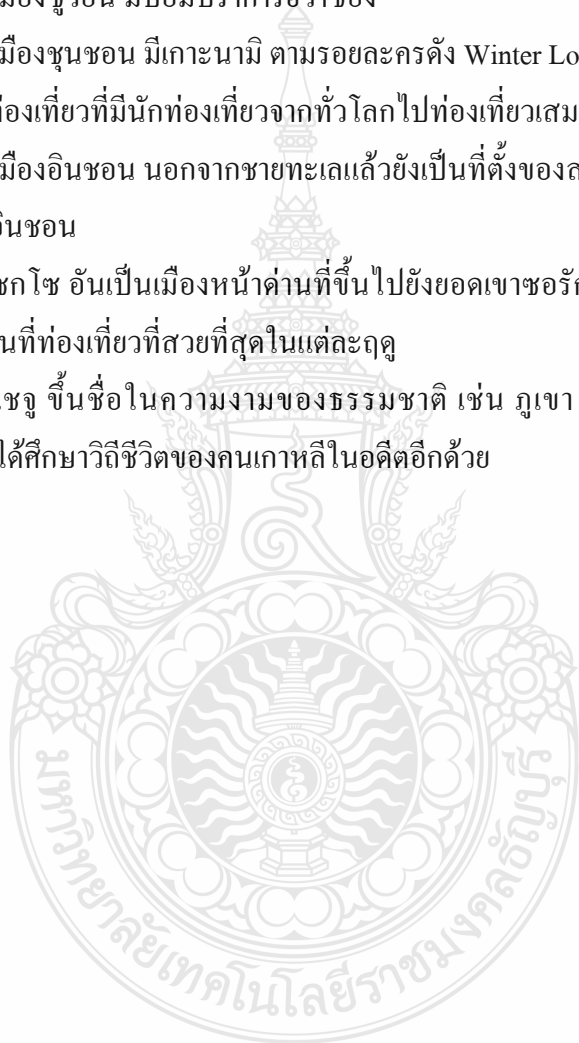 มืองชุนชอน มีเกาะนามิ ตามรอยละครดัง Winter Lo
ท่องเที่ยวที่มีนักท่องเที่ยวจากทั่วโลกไปท่องเที่ยวเสม
มืองอินชอน นอกจากชายทะเลแล้วยังเป็นที่ตั้งของส
อินชอน
ซกโซ อันเป็นเมืองหน้าด่านที่ขึ้นไปยังยอดเขาซอรั
นที่ท่องเที่ยวที่สวยที่สุดในแต่ละฤดู
เชจู ขึ้นชื่อในความงามของธรรมชาติ เช่น ภูเขา
ได้ศึกษาวิถีชีวิตของคนเกาหลีในอดีตอีกด้วย
มหาวิทยาลัยเทคโนโลยีราชมงคลธัญบุรี